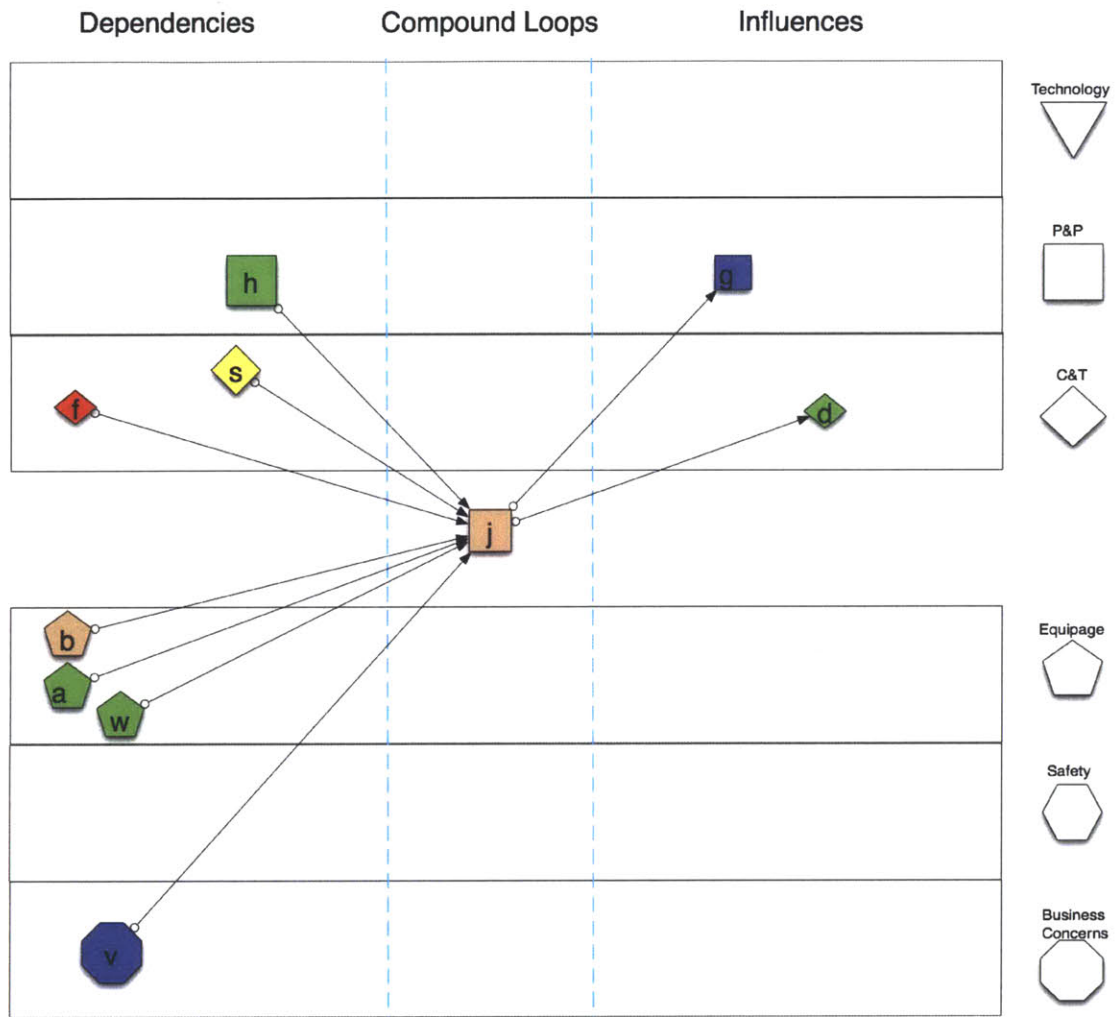 Dependencies
Compound Loops
Influences
Technology
P&P
h
g
s
f
d
C&T
j
b
a
w
Equipage
Safety
v
Business
Concerns